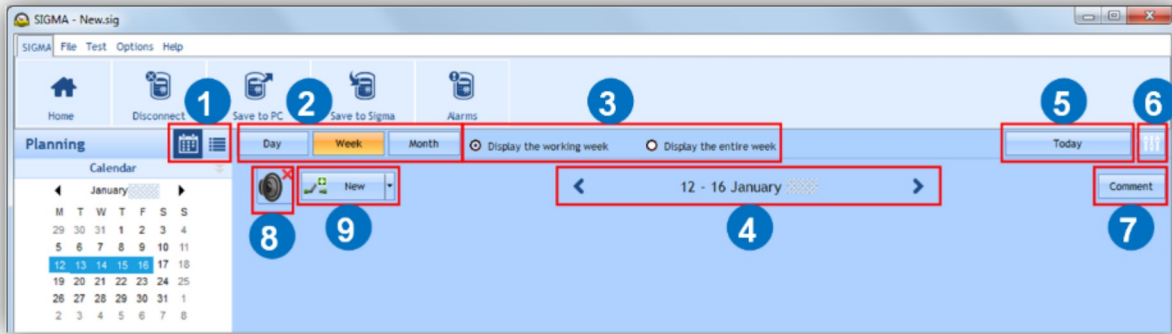 SIGMA - New.sig
SIGMA File Test Options Help
Home Disconnect Save to PC Save to Sigma Alarms
1 2 3 5 6
Planning Day Week Month Display the working week Display the entire week Today
Calendar
January
New 12 - 16 January Comment
M T W T F S S
29 30 31 1 2 3 4
5 6 7 8 9 10 11
12 13 14 15 16 17 18
19 20 21 22 23 24 25
26 27 28 29 30 31 1
2 3 4 5 6 7 8
8 9 4 7